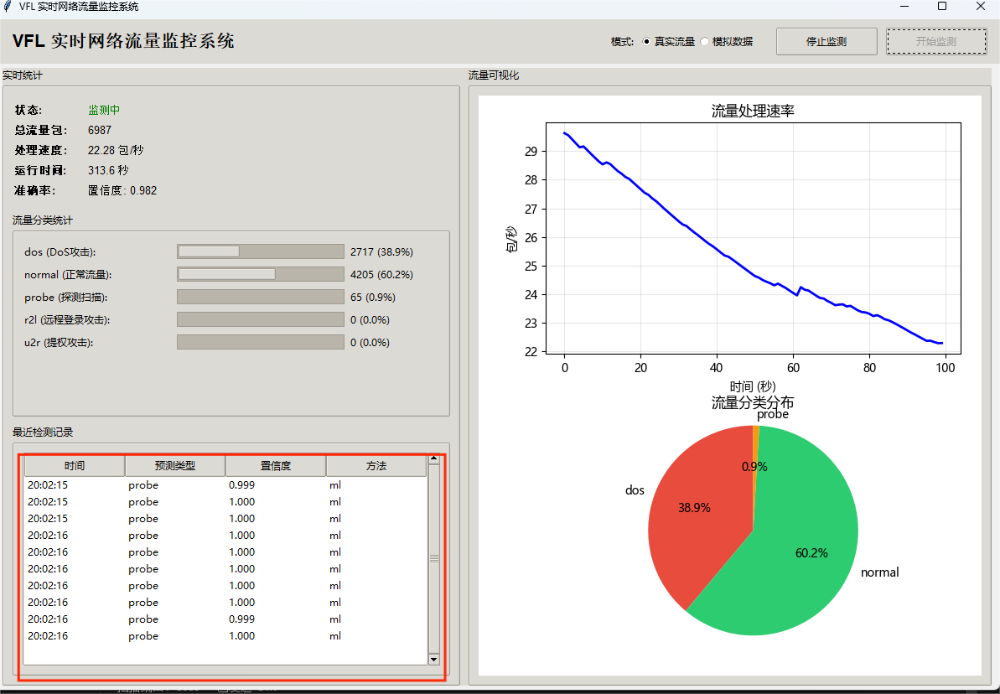 VFL 实时网络流量监控系统
VFL 实时网络流量监控系统
模式: 真实流量 模拟数据 停止监测 开始监测
实时统计
状态: 监测中
总流量包: 6987
处理速度: 22.28 包/秒
运行时间: 313.6 秒
准确率: 置信度: 0.982
流量分类统计
dos (DoS攻击): 2717 (38.9%)
normal (正常流量): 4205 (60.2%)
probe (探测扫描): 65 (0.9%)
r2l (远程登录攻击): 0 (0.0%)
u2r (提权攻击): 0 (0.0%)
最近检测记录
时间 预测类型 置信度 方法
20:02:15 probe 0.999 ml
20:02:15 probe 1.000 ml
20:02:15 probe 1.000 ml
20:02:16 probe 1.000 ml
20:02:16 probe 1.000 ml
20:02:16 probe 1.000 ml
20:02:16 probe 1.000 ml
20:02:16 probe 1.000 ml
20:02:16 probe 0.999 ml
20:02:16 probe 1.000 ml
流量可视化
流量处理速率
包/秒
29
28
27
26
25
24
23
22
0 20 40 60 80 100
时间 (秒)
流量分类分布
probe
0.9%
dos
38.9%
60.2%
normal